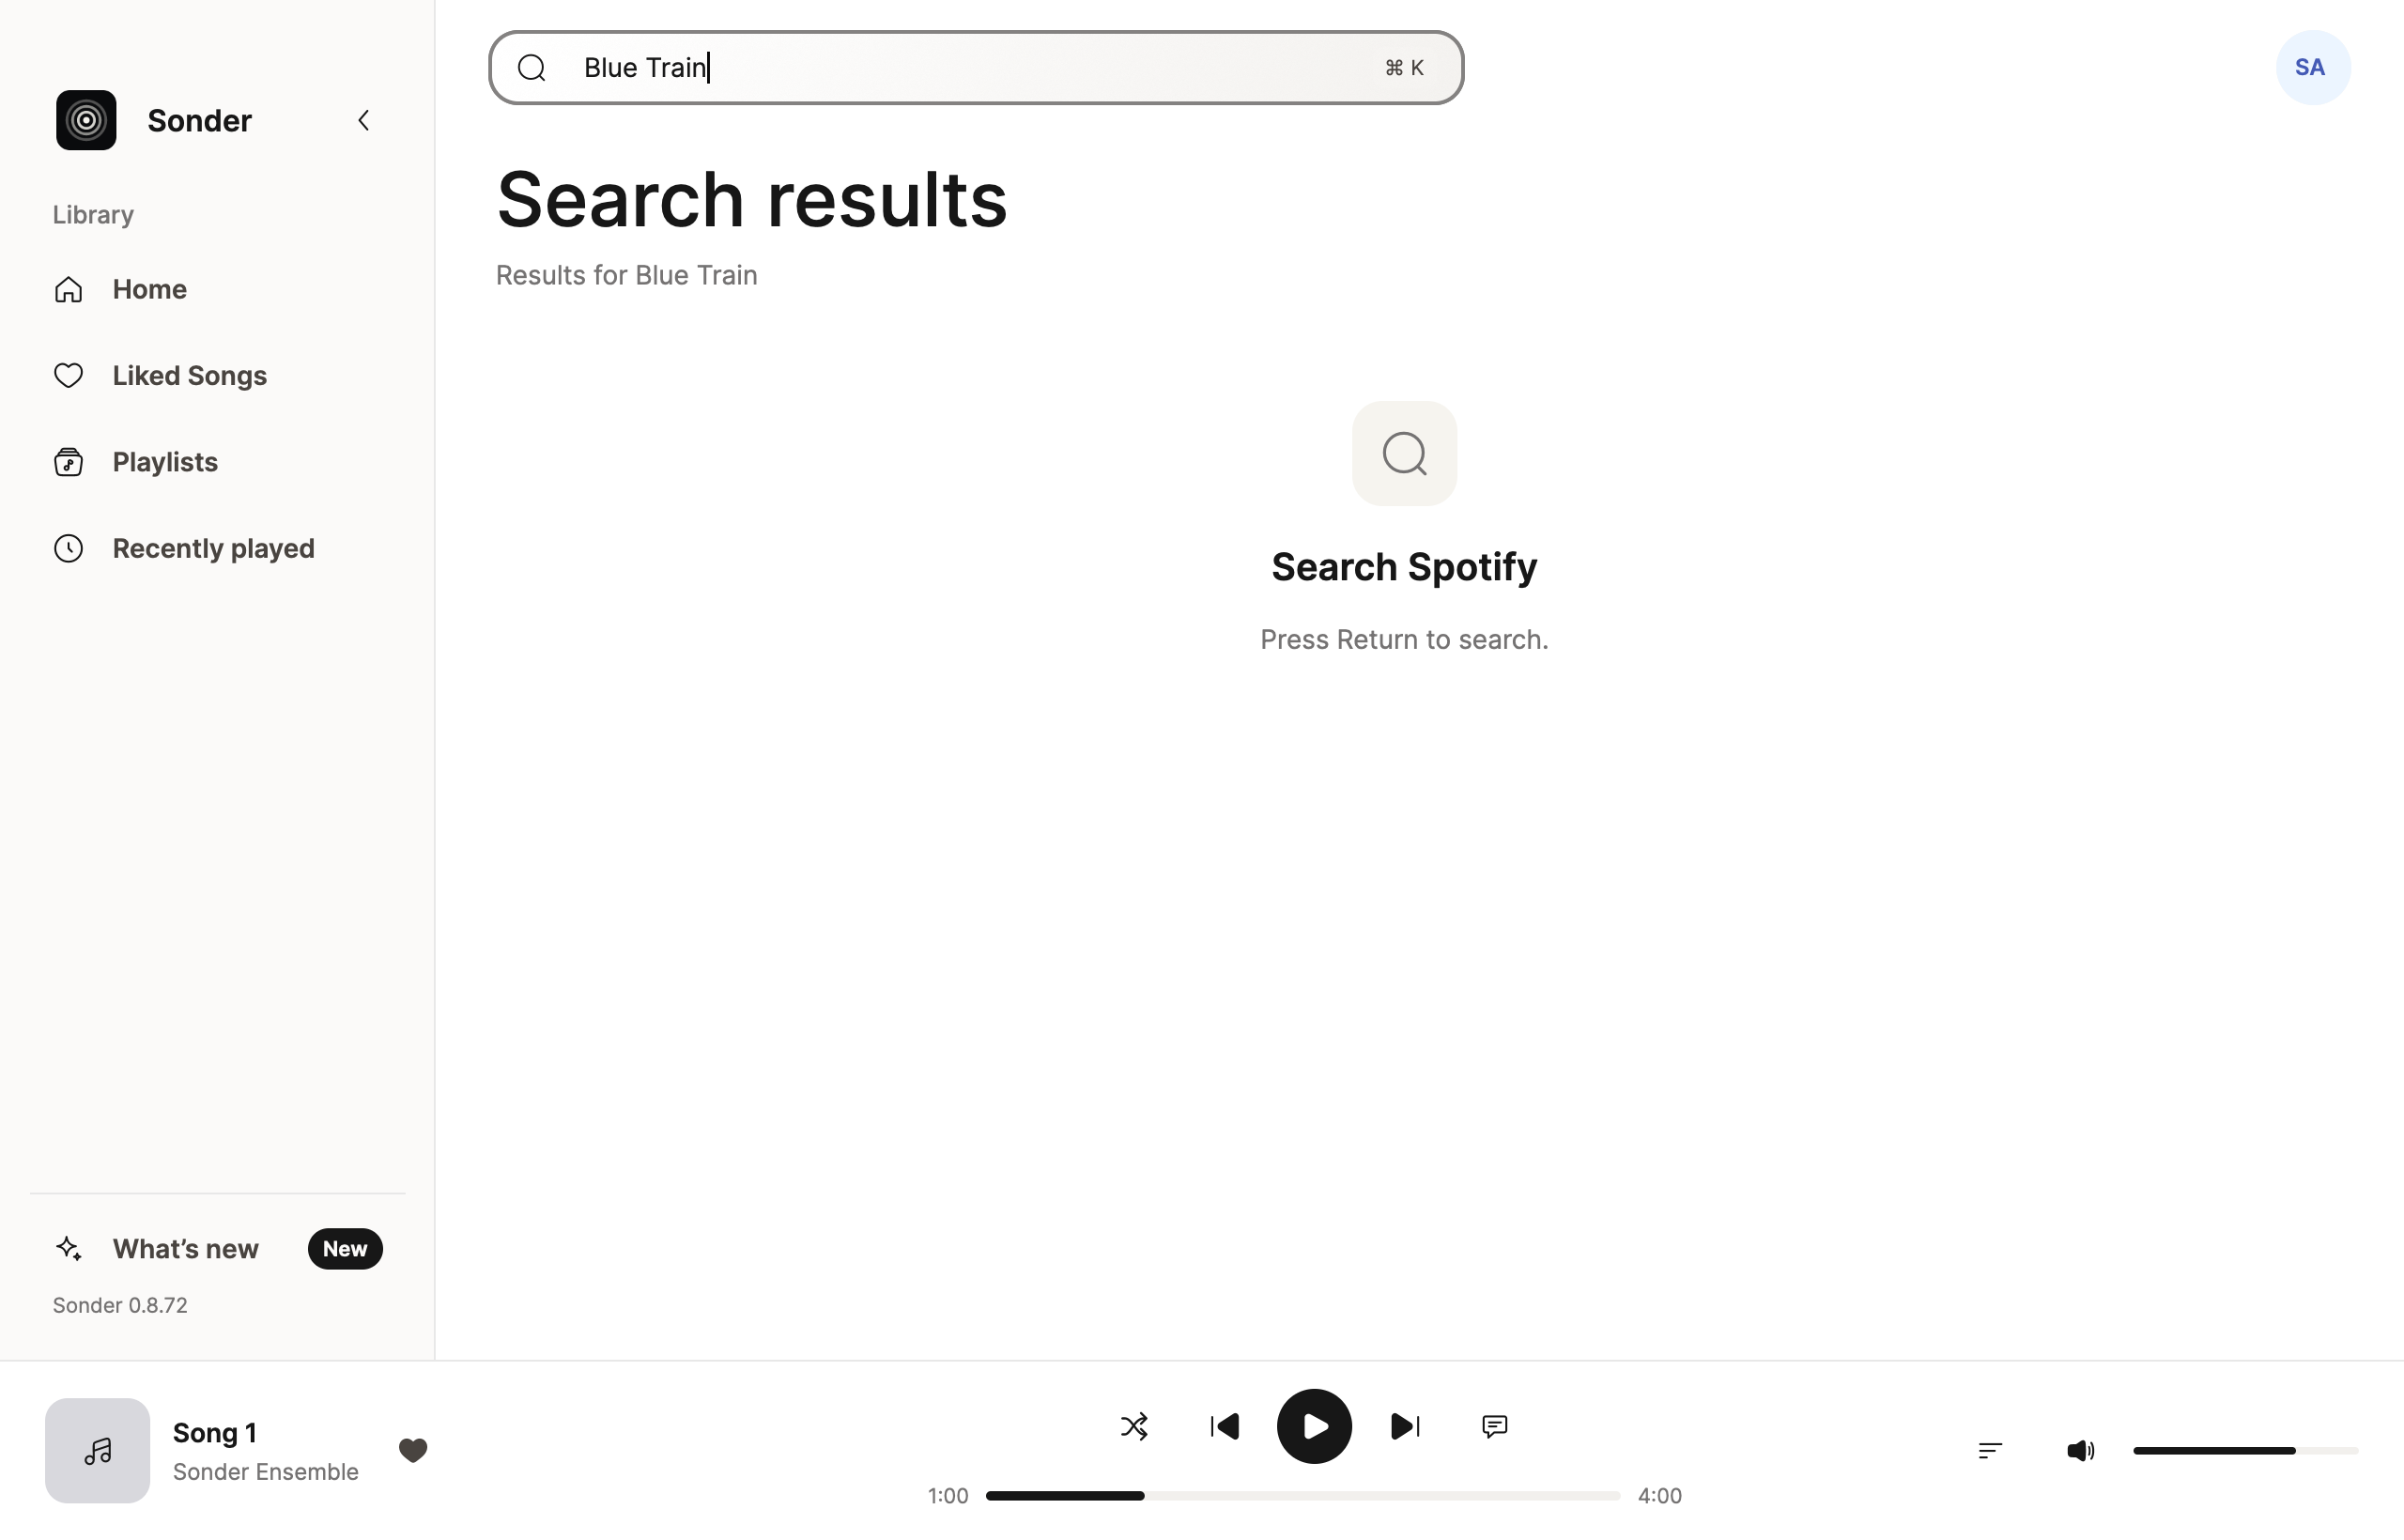 Blue Train
⌘ K
SA
Sonder
Library
Home
Liked Songs
Playlists
Recently played
Search results
Results for Blue Train
Search Spotify
Press Return to search.
What’s new
New
Sonder 0.8.72
Song 1
Sonder Ensemble
1:00
4:00